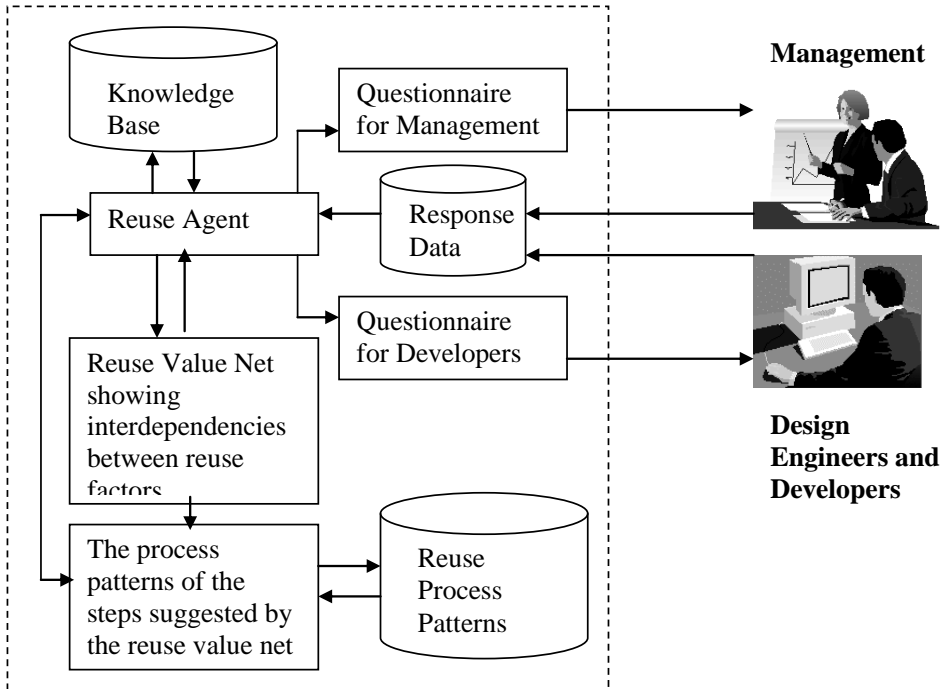 Knowledge
Base
Questionnaire
for Management
Management
Reuse Agent
Response
Data
Questionnaire
for Developers
Reuse Value Net
showing
interdependencies
between reuse
factors
Design
Engineers and
Developers
The process
patterns of the
steps suggested by
the reuse value net
Reuse
Process
Patterns